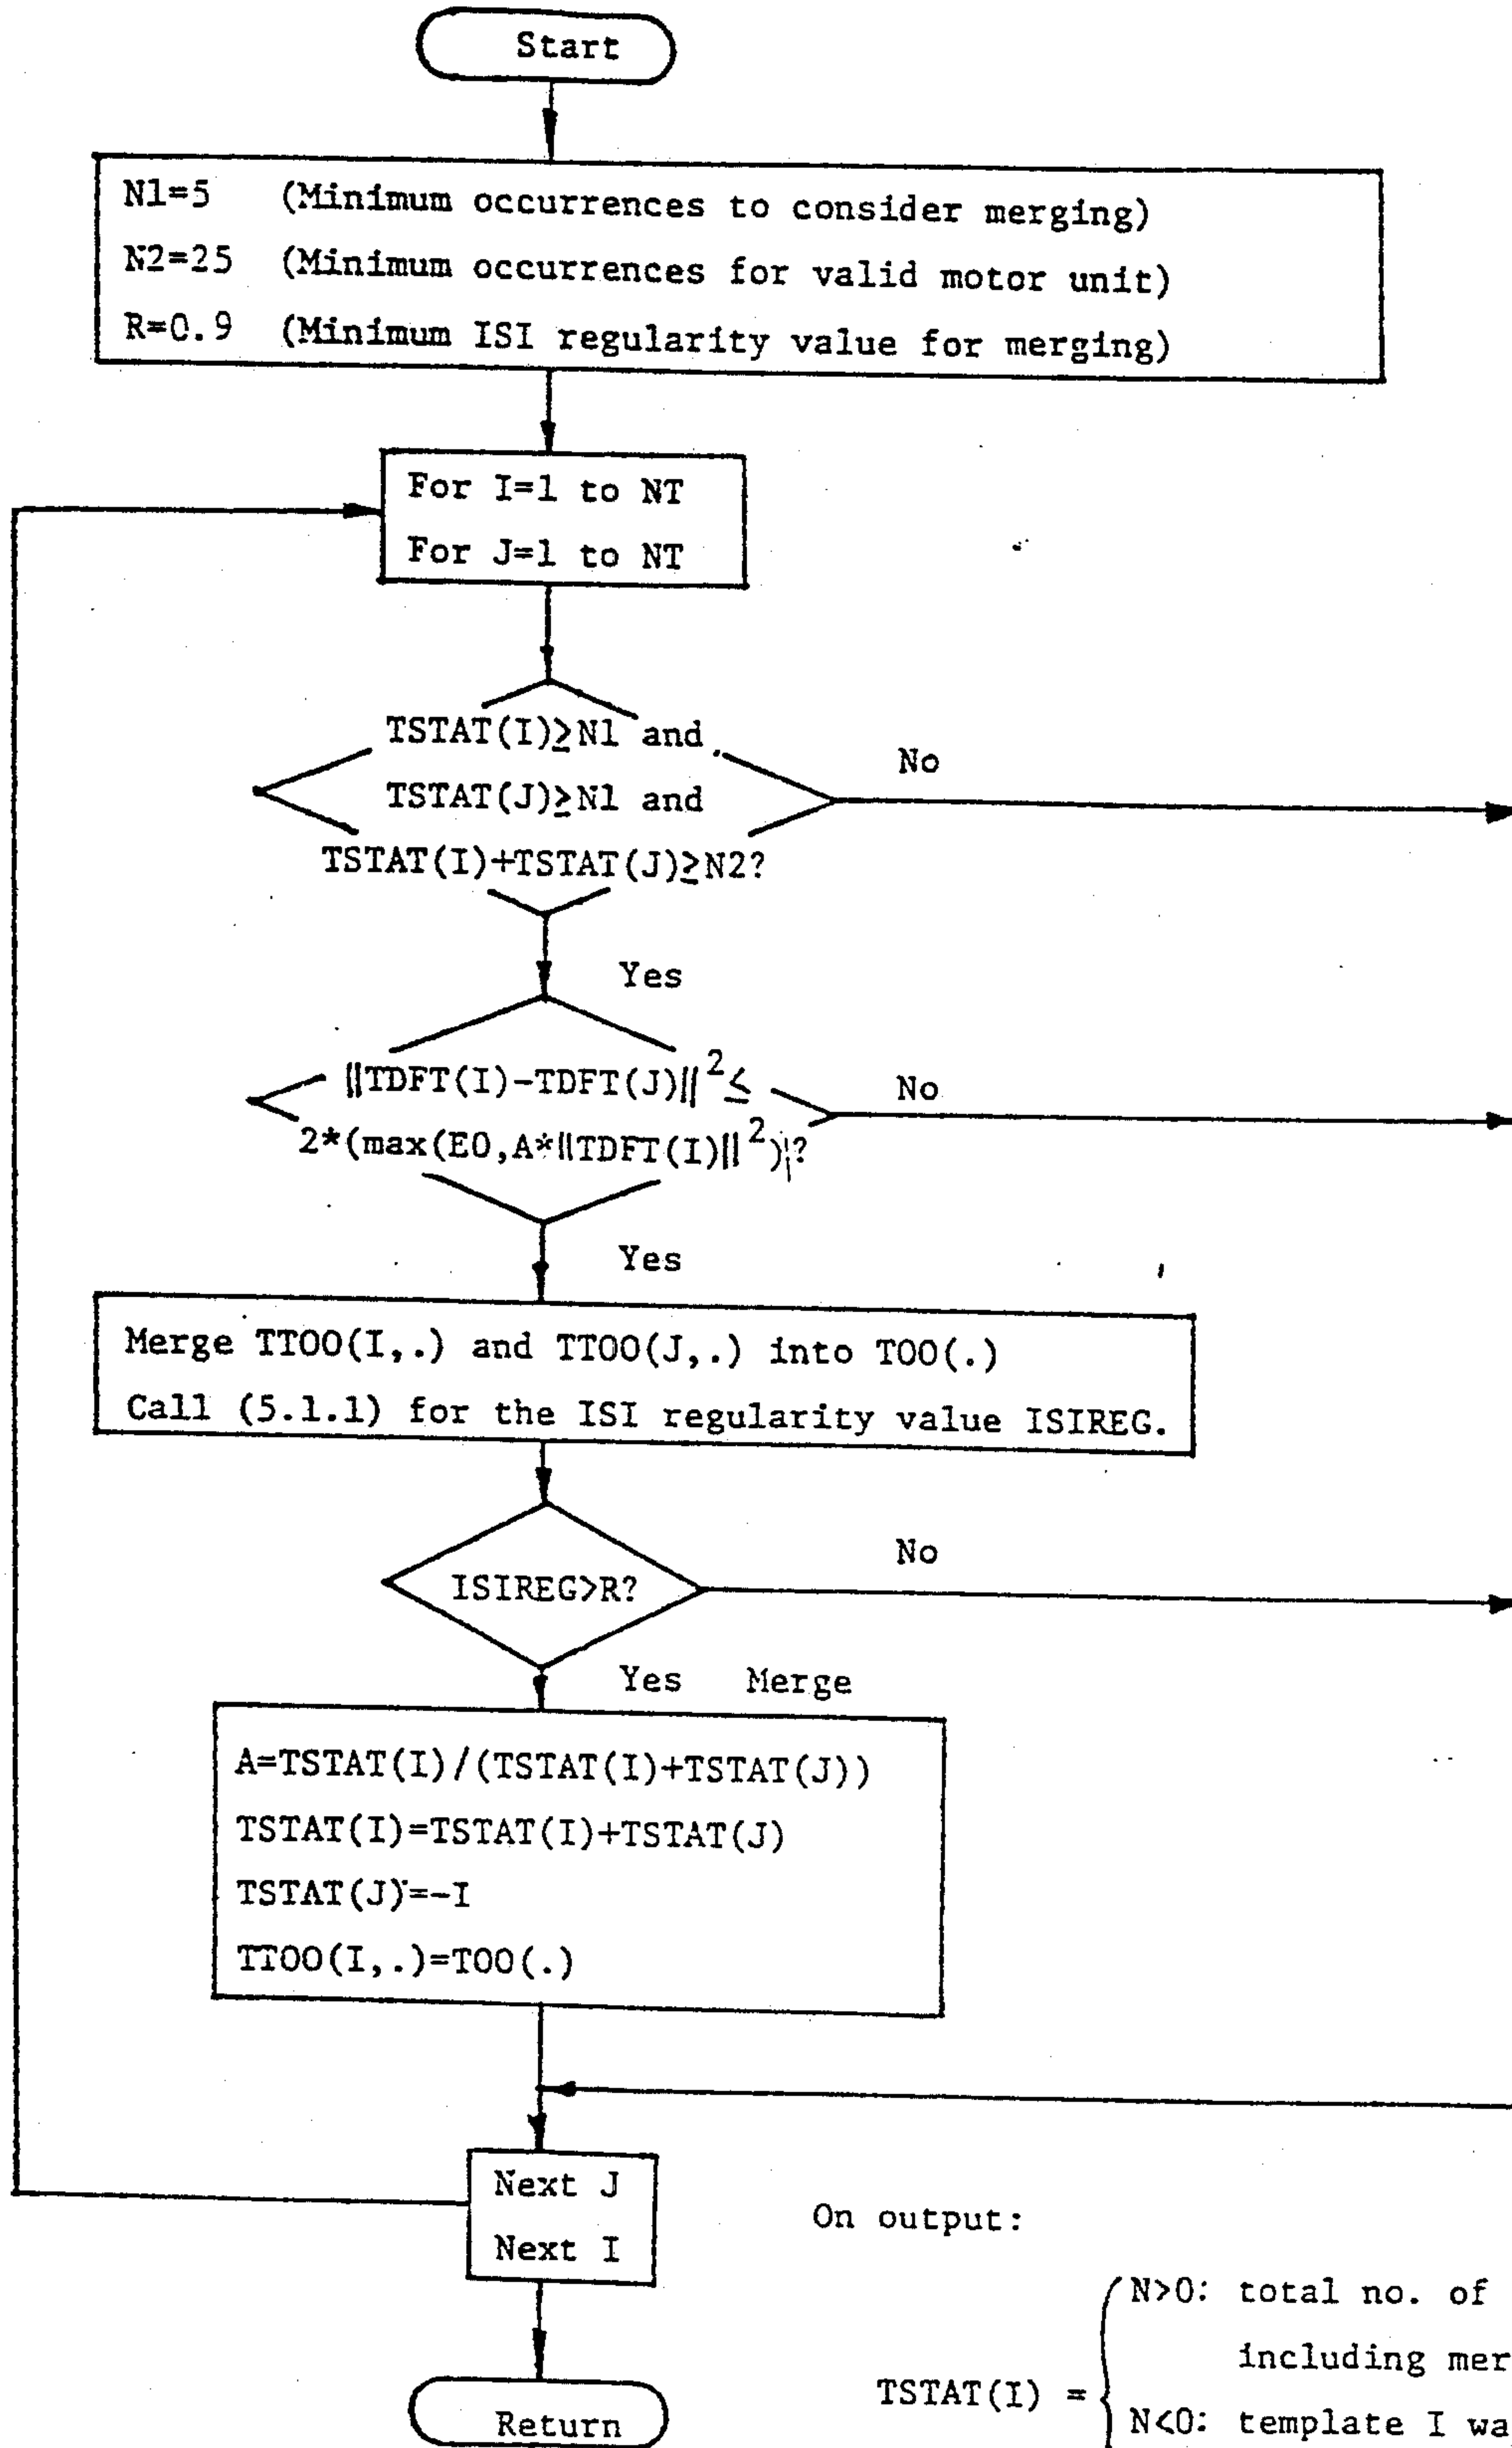 Start
N1=5 (Minimum occurrences to consider merging)
N2=25 (Minimum occurrences for valid motor unit)
R=0.9 (Minimum ISI regularity value for merging)
For I=1 to NT
For J=1 to NT
TSTAT(I)≥N1 and
TSTAT(J)≥N1 and
TSTAT(I)+TSTAT(J)≥N2?
No
Yes
||TDFT(I)-TDFT(J)||²≤
2*(max(E0,A*||TDFT(I)||²)?
No
Yes
Merge TTOO(I,.) and TTOO(J,.) into TOO(.)
Call (5.1.1) for the ISI regularity value ISIREG.
ISIREG>R?
No
Yes Merge
A=TSTAT(I)/(TSTAT(I)+TSTAT(J))
TSTAT(I)=TSTAT(I)+TSTAT(J)
TSTAT(J)=-I
TTOO(I,.)=TOO(.)
Next J
Next I
On output:
N>0: total no. of
including mer
TSTAT(I) =
N<0: template I wa
Return